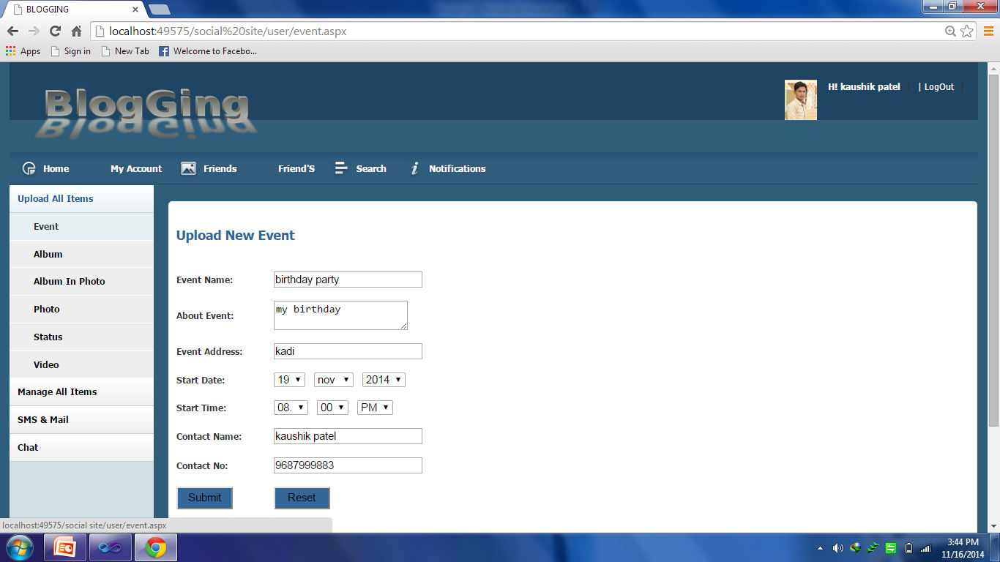 BLOGGING
localhost:49575/social%20site/user/event.aspx
Apps Sign in New Tab Welcome to Facebo...
BlogGing
H! kaushik patel | | LogOut |
Home My Account Friends Friend'S Search Notifications
Upload All Items
Event
Album
Album In Photo
Photo
Status
Video
Manage All Items
SMS & Mail
Chat
Upload New Event
Event Name: birthday party
About Event: my birthday
Event Address: kadi
Start Date: 19 nov 2014
Start Time: 08. 00 PM
Contact Name: kaushik patel
Contact No: 9687999883
Submit Reset
localhost:49575/social site/user/event.aspx
3:44 PM
11/16/2014